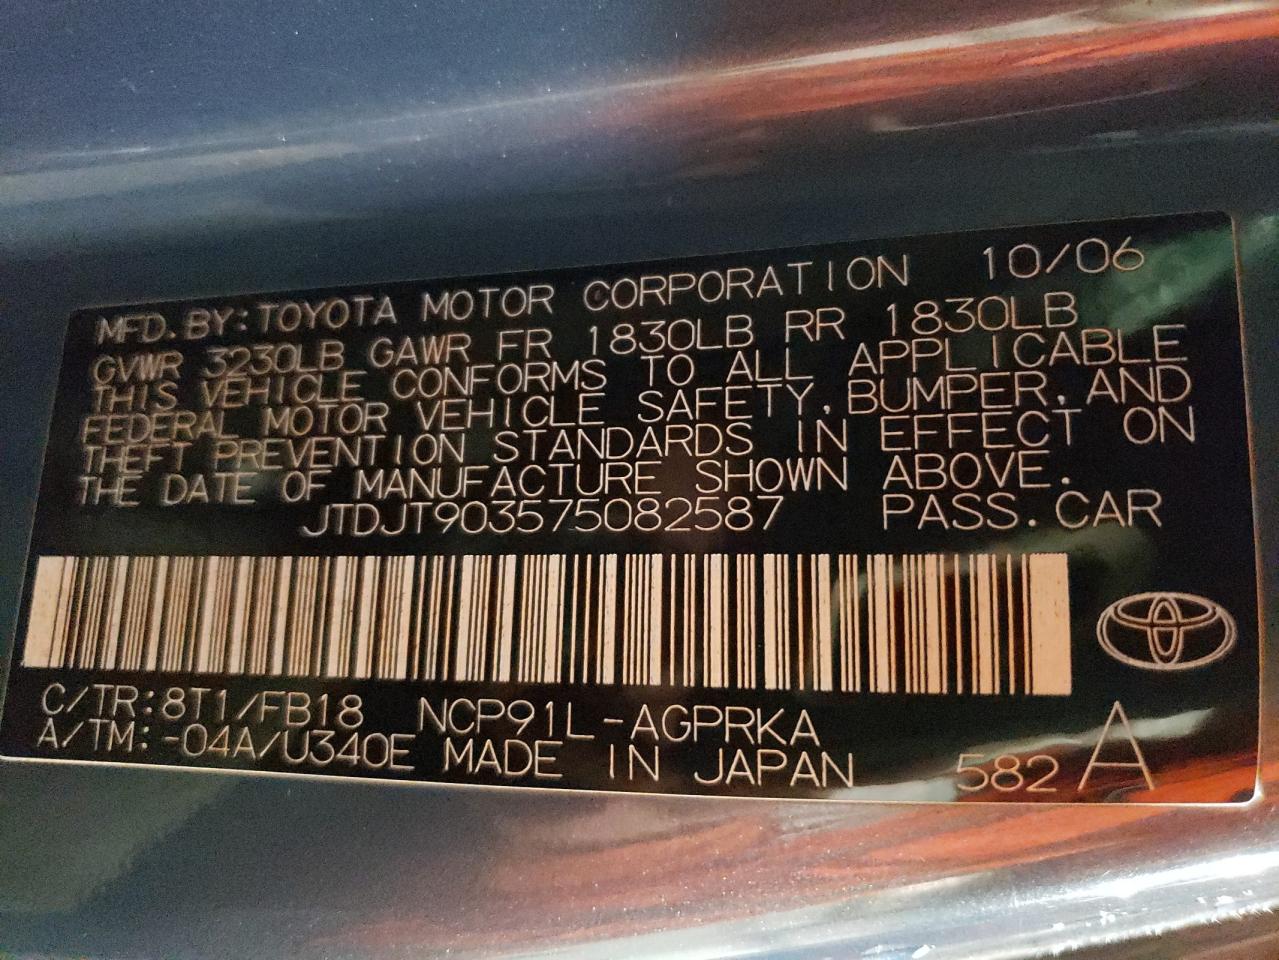 MFD.BY:TOYOTA MOTOR CORPORATION 10/06
GVWR 3230LB GAWR FR 1830LB RR 1830LB
THIS VEHICLE CONFORMS TO ALL APPLICABLE
FEDERAL MOTOR VEHICLE SAFETY, BUMPER, AND
THEFT PREVENTION STANDARDS IN EFFECT ON
THE DATE OF MANUFACTURE SHOWN ABOVE.
JTDJT903575082587 PASS.CAR
C/TR:8T1/FB18 NCP91L-AGPRKA
A/TM:-04A/U340E MADE IN JAPAN 582 A